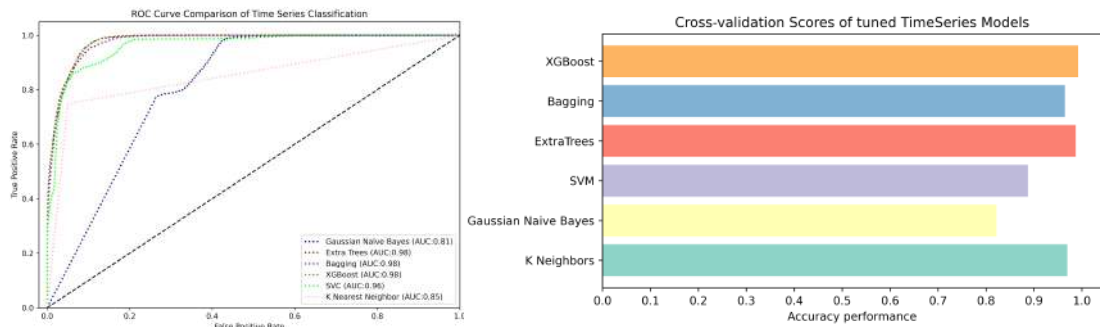 ROC Curve Comparison of Time Series Classification
1.0
0.8
0.6
0.4
0.2
0.0
True Positive Rate
0.0 0.2 0.4 0.6 0.8 1.0
False Positive Rate
Gaussian Naive Bayes (AUC:0.81)
Extra Trees (AUC:0.98)
Bagging (AUC:0.98)
XGBoost (AUC:0.98)
SVC (AUC:0.96)
K Nearest Neighbor (AUC:0.85)
Cross-validation Scores of tuned TimeSeries Models
XGBoost
Bagging
ExtraTrees
SVM
Gaussian Naive Bayes
K Neighbors
0.0 0.1 0.2 0.3 0.4 0.5 0.6 0.7 0.8 0.9 1.0
Accuracy performance